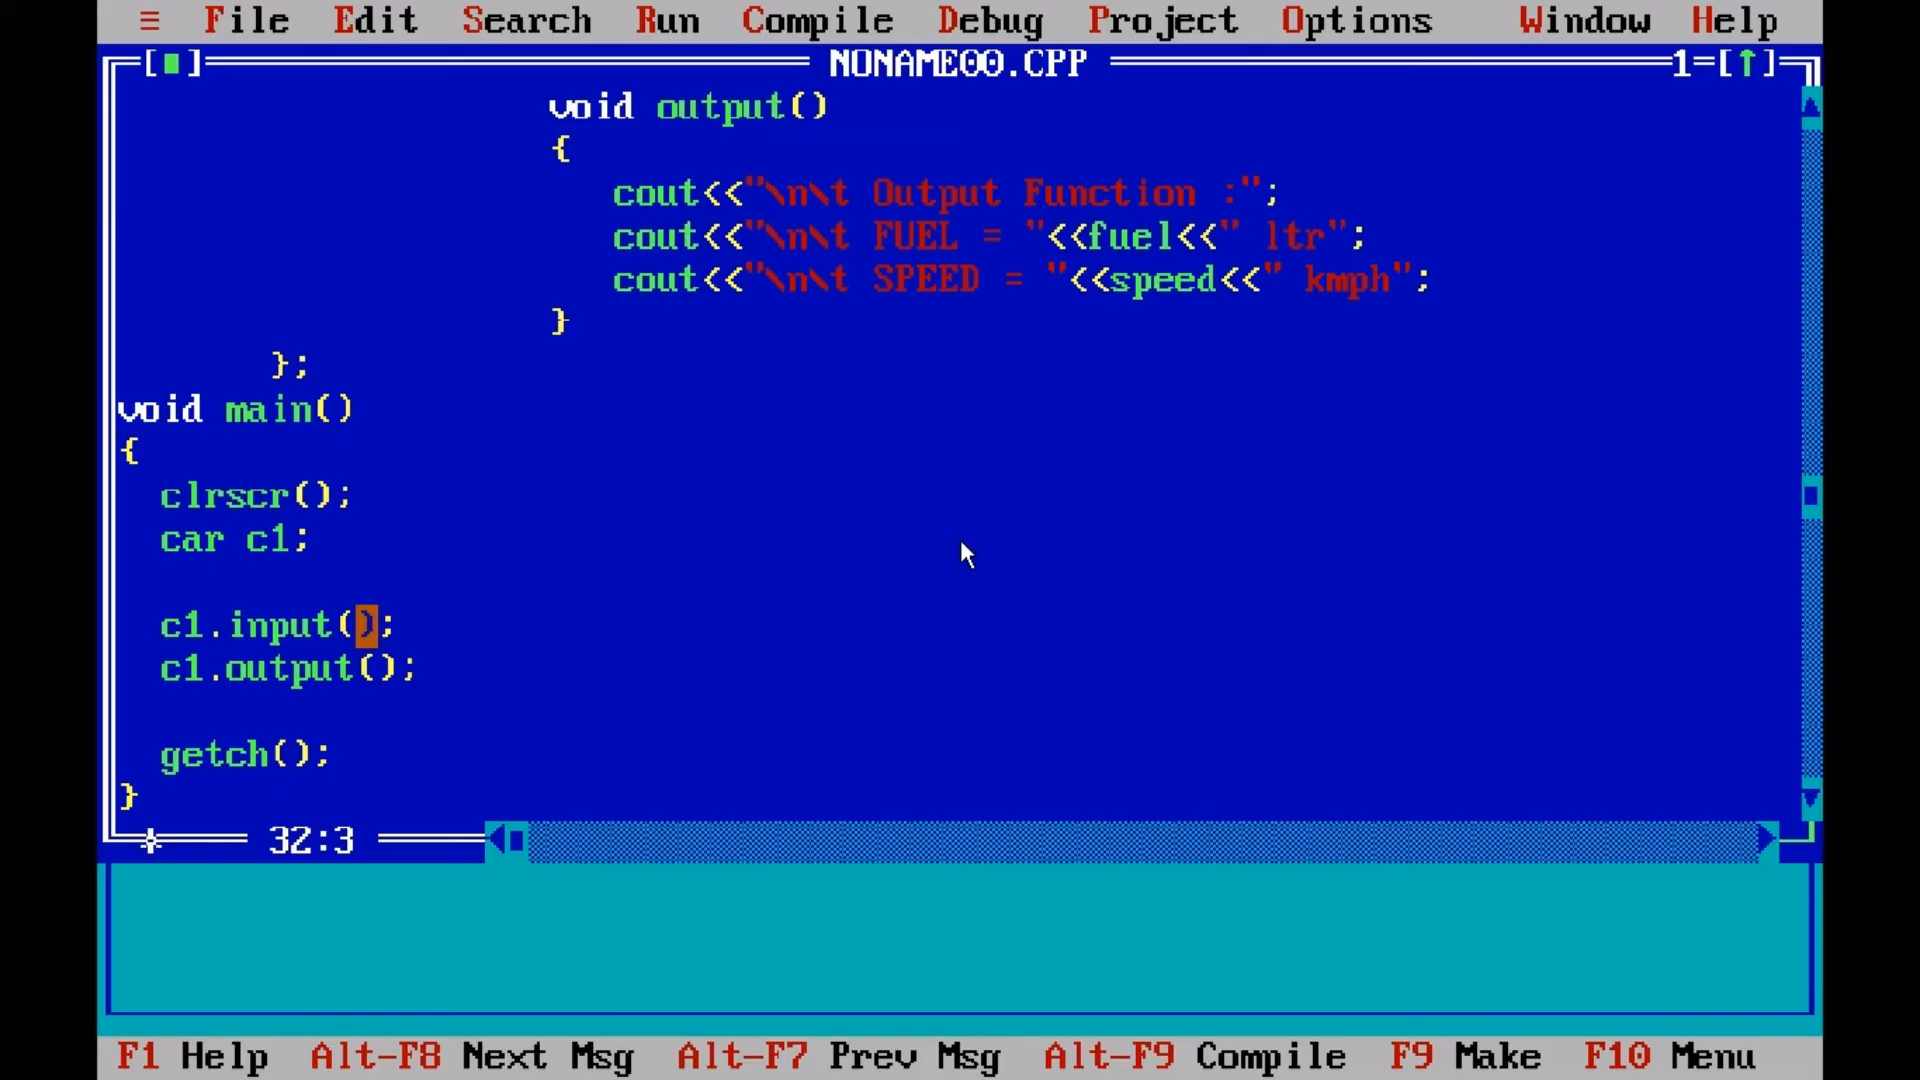 ≡ File Edit Search Run Compile Debug Project Options Window Help
[■] NONAME00.CPP 1=[↑]
void output()
{
cout<<"\n\t Output Function :";
cout<<"\n\t FUEL = "<<fuel<<" ltr";
cout<<"\n\t SPEED = "<<speed<<" kmph";
}
};
void main()
{
clrscr();
car c1;
c1.input();
c1.output();
getch();
}
32:3
F1 Help Alt-F8 Next Msg Alt-F7 Prev Msg Alt-F9 Compile F9 Make F10 Menu